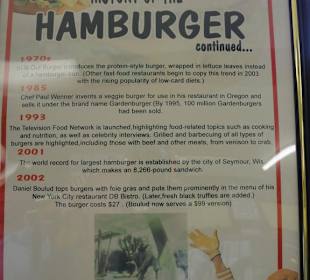 HISTORY OF THE
HAMBURGER
continued...
1970s
Burger introduces the protein-style burger, wrapped in lettuce leaves instead
of a hamburger bun. (Other fast food restaurants begin to copy this trend in 2003
with the rising popularity of low-carb diets.)
1985
Chef Paul Wenner invents a veggie burger for use in his restaurant in Oregon and
sells it under the brand name Gardenburger.(By 1995, 100 million Gardenburgers
had been sold.
1993
The Television Food Network is launched,highlighting food-related topics such as cooking
and nutrition, as well as celebrity interviews. Grilled and barbecuing of all types of
burgers are highlighted,including those with beef and other meats, from venison to crab.
2001
The world record for largest hamburger is established by the city of Seymour, Wis.
which.makes an 8,266-pound sandwich.
2002
Daniel Boulud tops burgers with foie gras and puts them prominently in the menu of his
New York City restaurant DB Bistro. (Later,fresh black truffles are added.)
The burger costs $27 . (Boulud now serves a $99 version)